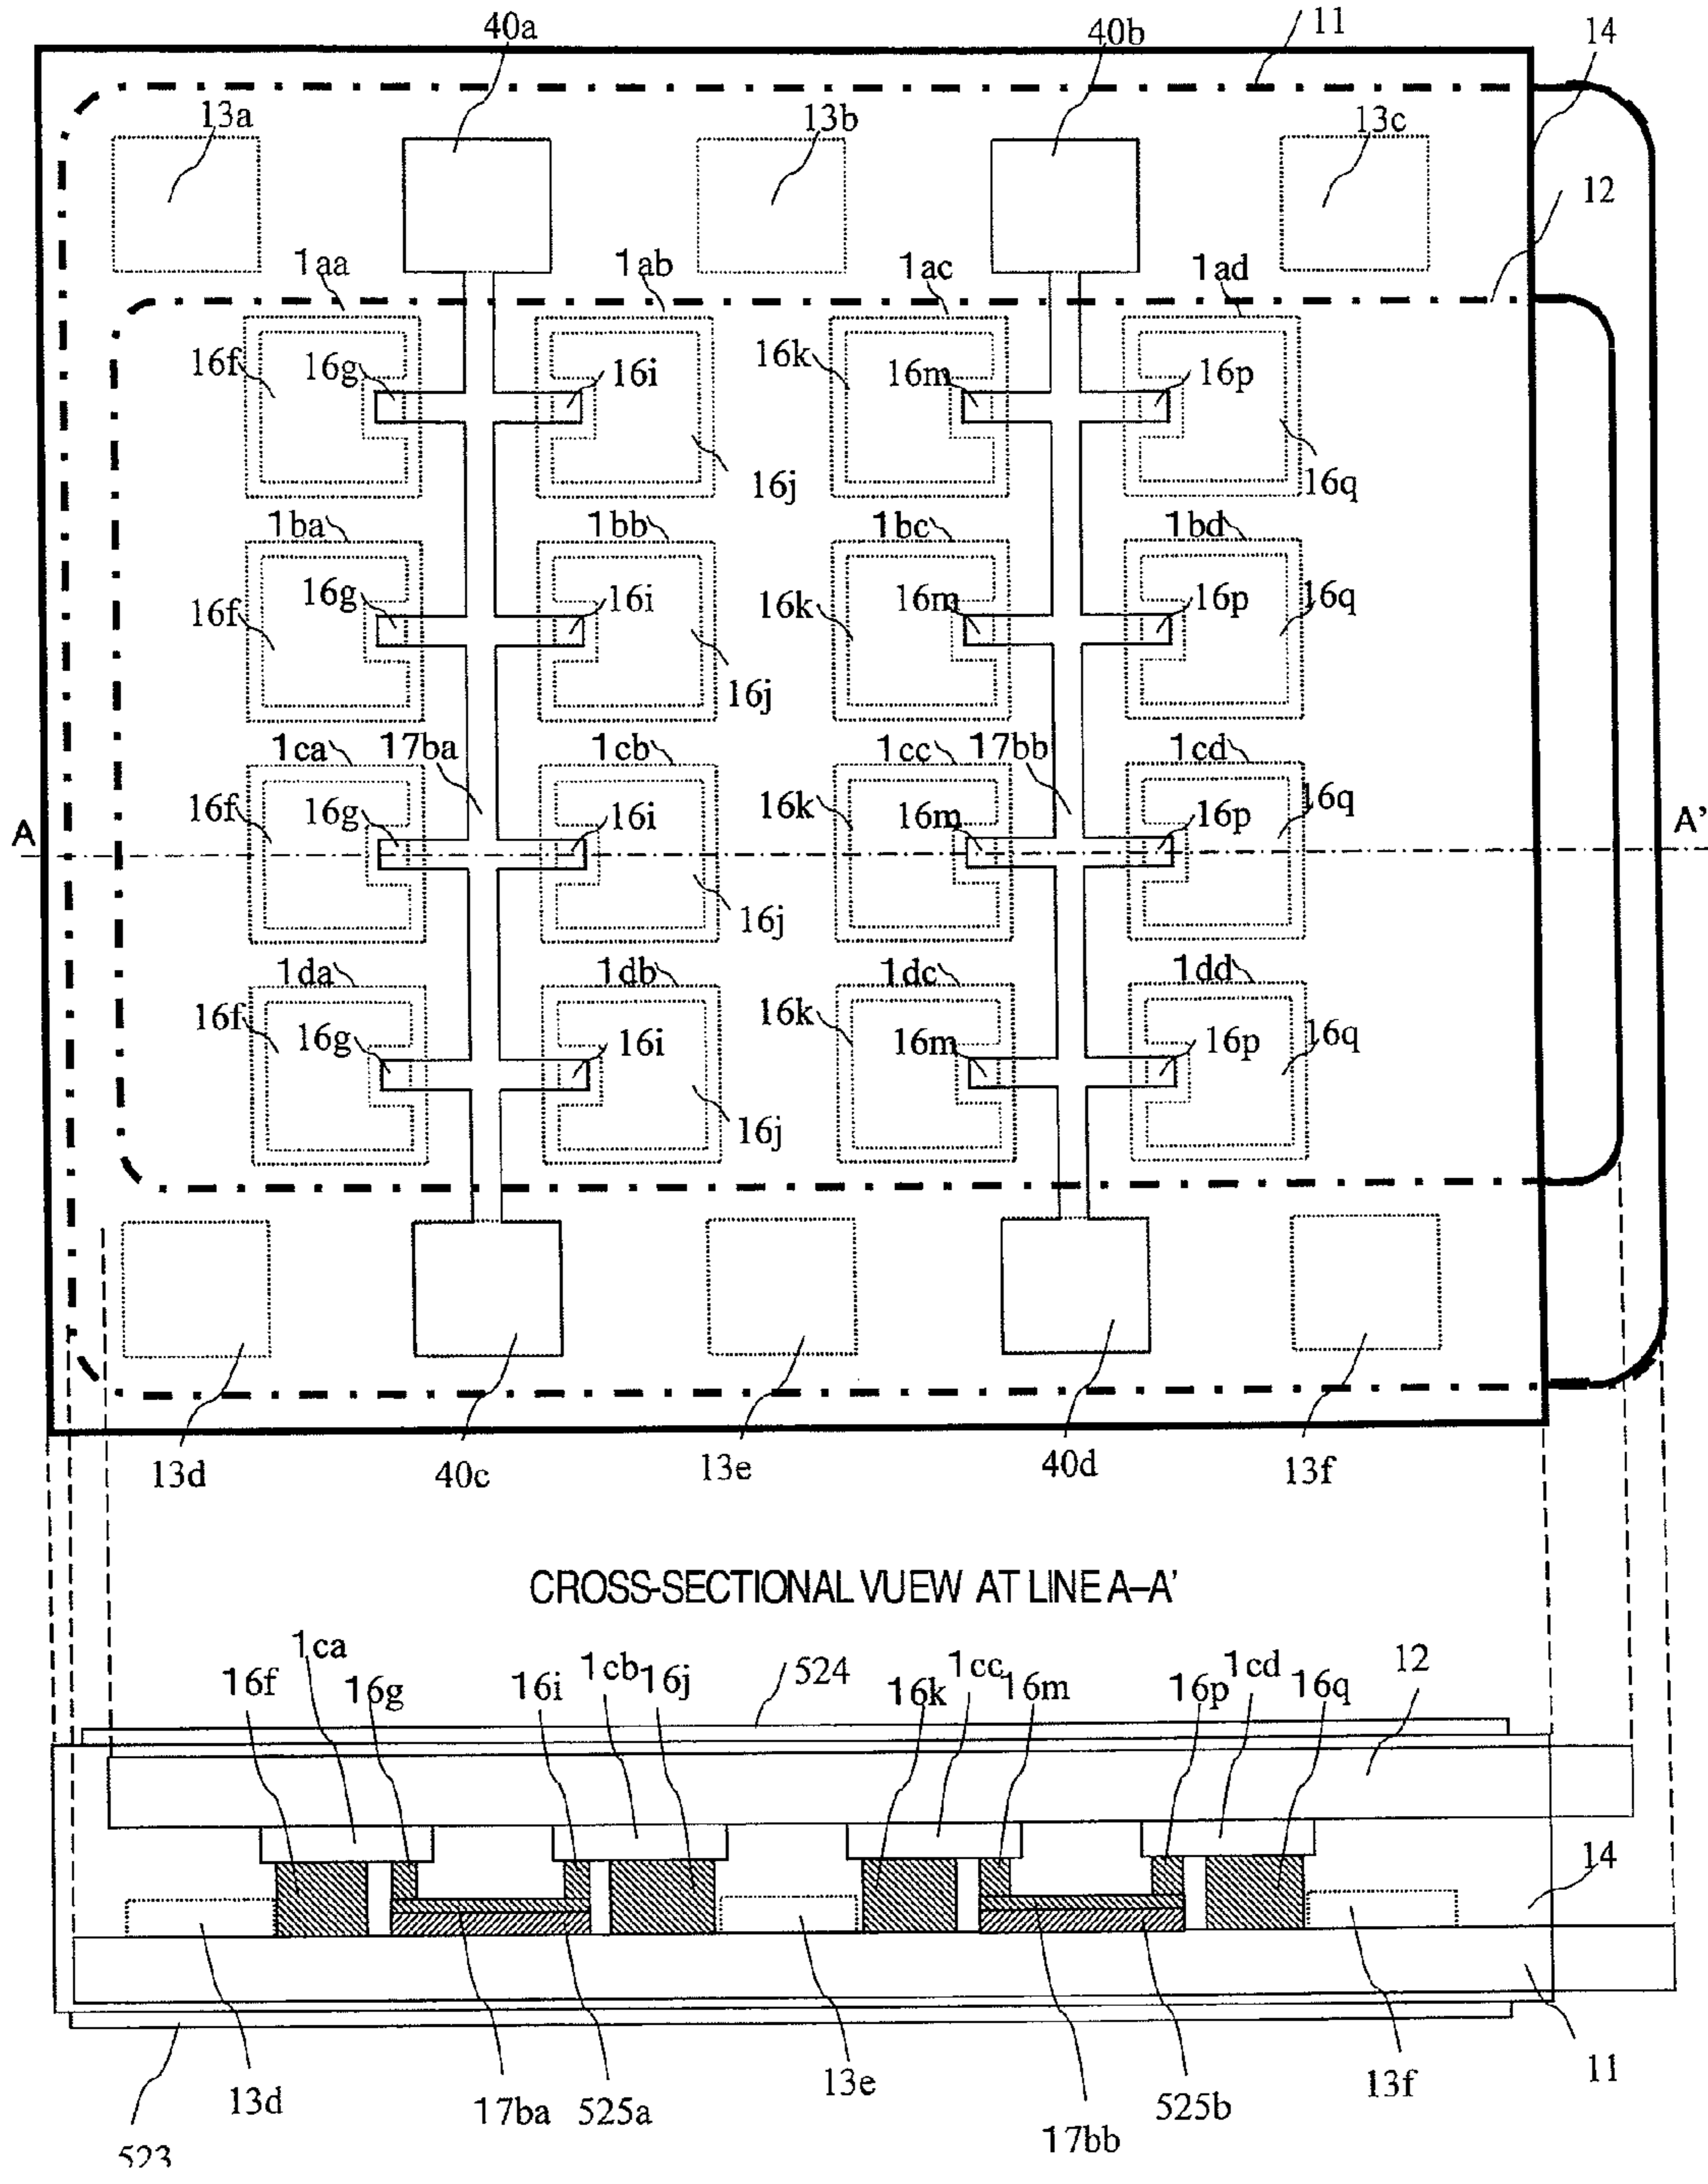 40a 40b 11 14
13a 13b 13c 12
1aa 1ab 1ac 1ad
16f 16g 16i 16k 16m 16p
16j 16q
1ba 1bb 1bc 1bd
16f 16g 16i 16k 16m 16p 16q
16j
1ca 17ba 1cb 1cc 17bb 1cd
16f 16g 16i 16k 16m 16p 16q
A A'
16j
1da 1db 1dc 1dd
16f 16g 16i 16k 16m 16p 16q
16j
13d 40c 13e 40d 13f
CROSS-SECTIONAL VUEW AT LINE A–A'
1ca 1cb 524 1cc 1cd 12
16f 16g 16i 16j 16k 16m 16p 16q
14
13d 17ba 525a 13e 17bb 525b 13f 11
523